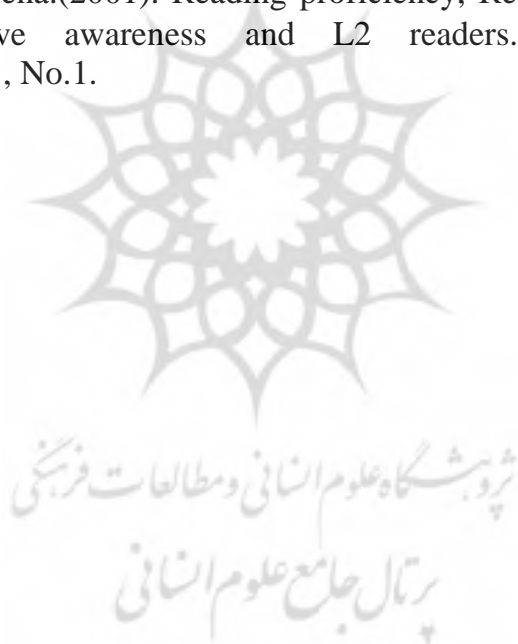 ena.(2001). Reading proficiency, Re
ve awareness and L2 readers.
, No.1.
پژوهشگاه علوم انسانی و مطالعات فرهنگی
پرتال جامع علوم انسانی